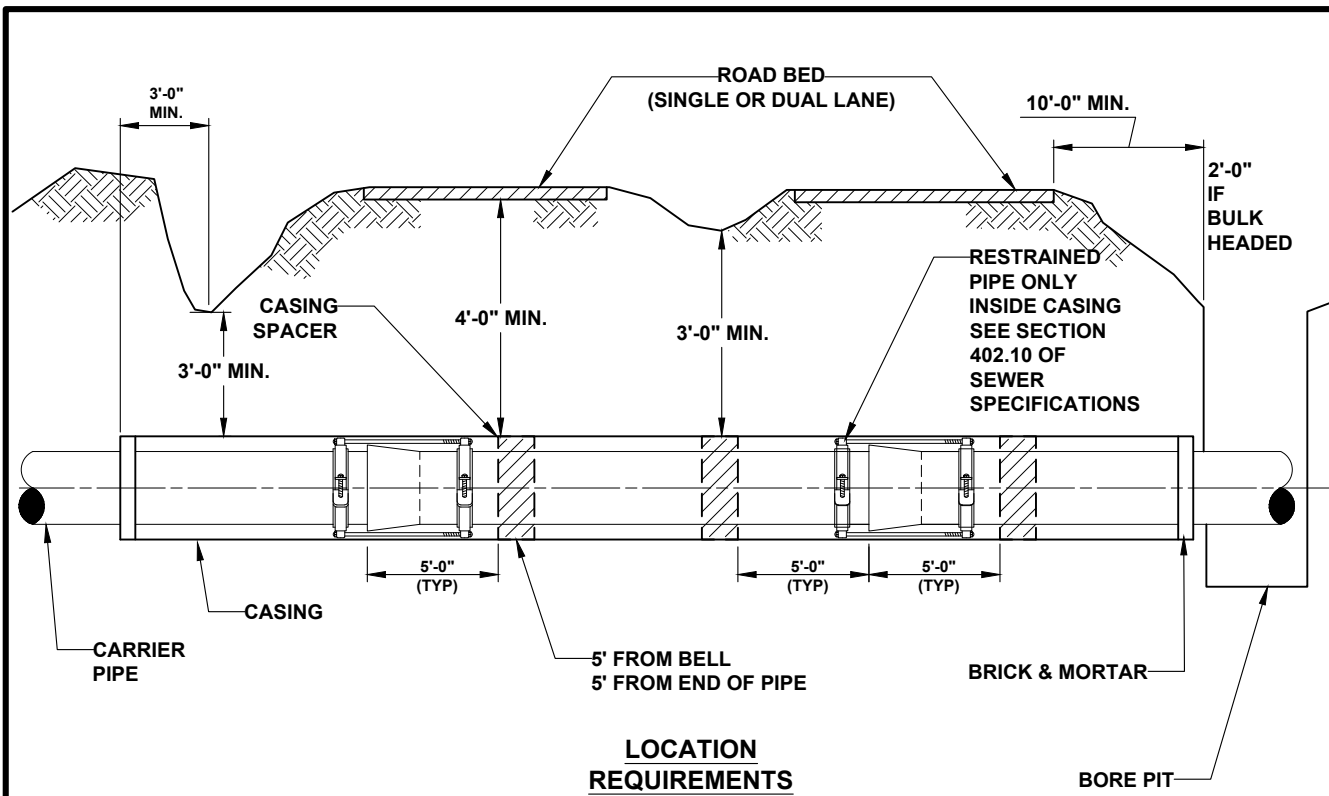 ROAD BED
(SINGLE OR DUAL LANE)
3'-0"
MIN.
10'-0" MIN.
2'-0"
IF
BULK
HEADED
CASING
SPACER
4'-0" MIN.
3'-0" MIN.
3'-0" MIN.
RESTRAINED
PIPE ONLY
INSIDE CASING
SEE SECTION
402.10 OF
SEWER
SPECIFICATIONS
5'-0"
(TYP)
5'-0"
(TYP)
5'-0"
(TYP)
CASING
CARRIER
PIPE
5' FROM BELL
5' FROM END OF PIPE
BRICK & MORTAR
BORE PIT
LOCATION
REQUIREMENTS